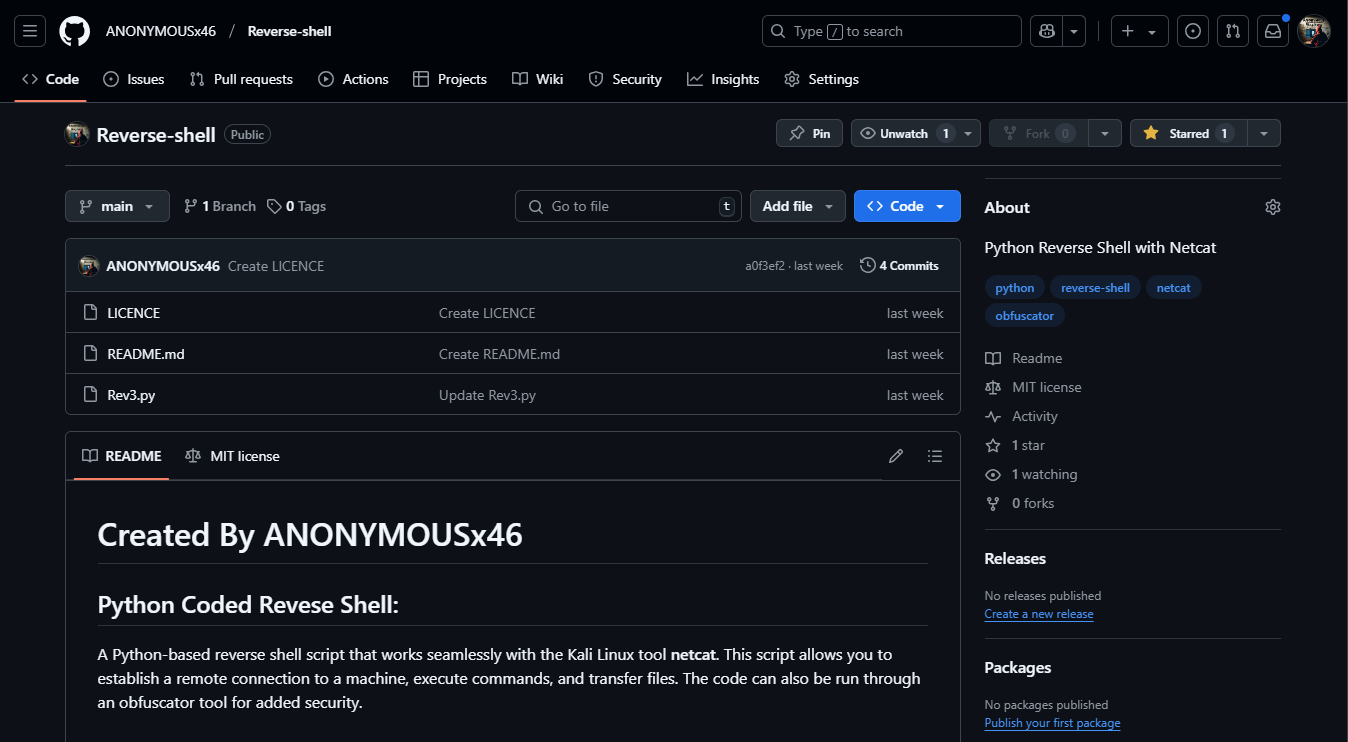 ANONYMOUSx46 / Reverse-shell
Type / to search
Code Issues Pull requests Actions Projects Wiki Security Insights Settings
Reverse-shell Public
Pin Unwatch 1 Fork 0 Starred 1
main 1 Branch 0 Tags Go to file t Add file Code
ANONYMOUSx46 Create LICENCE a0f3ef2 · last week 4 Commits
LICENCE Create LICENCE last week
README.md Create README.md last week
Rev3.py Update Rev3.py last week
README MIT license
Created By ANONYMOUSx46
Python Coded Revese Shell:
A Python-based reverse shell script that works seamlessly with the Kali Linux tool netcat. This script allows you to
establish a remote connection to a machine, execute commands, and transfer files. The code can also be run through
an obfuscator tool for added security.
About
Python Reverse Shell with Netcat
python reverse-shell netcat
obfuscator
Readme
MIT license
Activity
1 star
1 watching
0 forks
Releases
No releases published
Create a new release
Packages
No packages published
Publish your first package